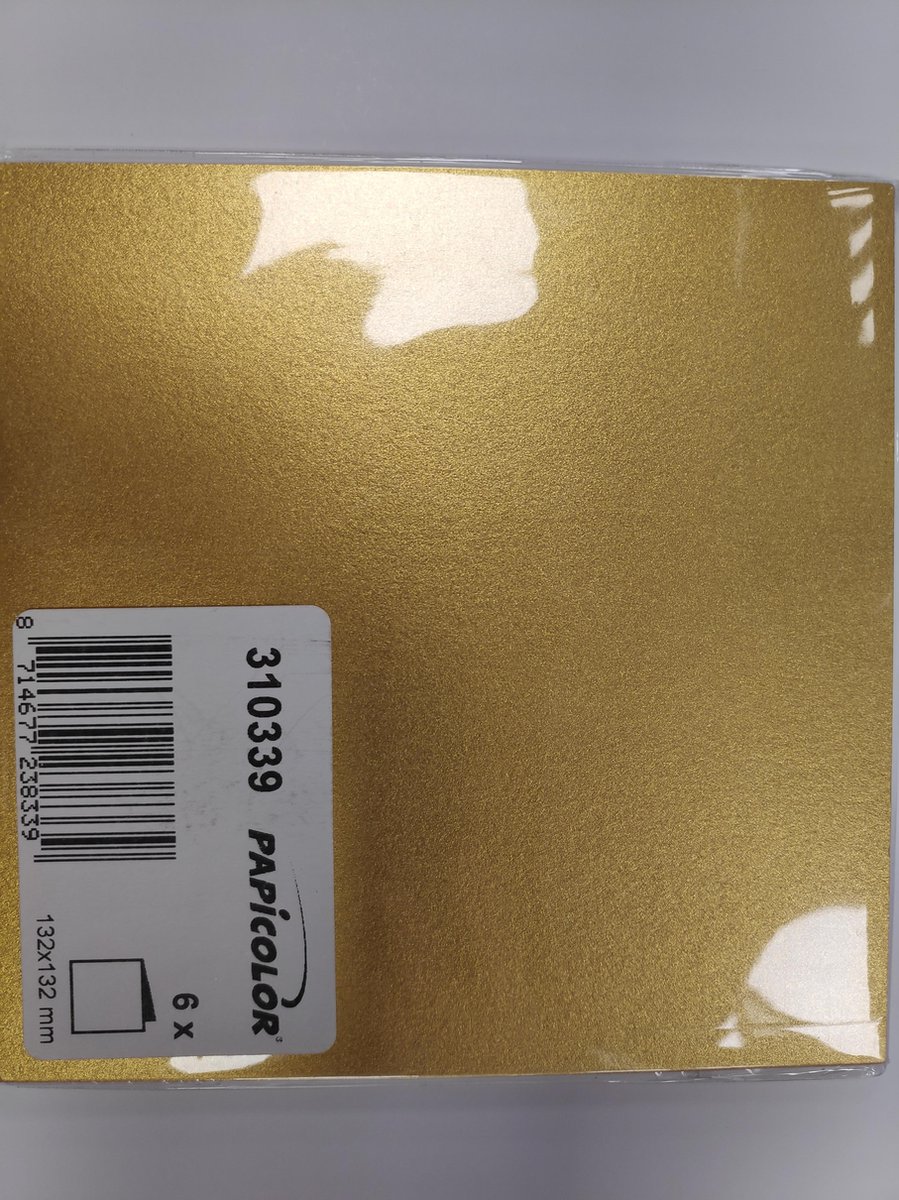 310339 PAPiCOLOR®
6 x
8 714677 238339
132x132 mm